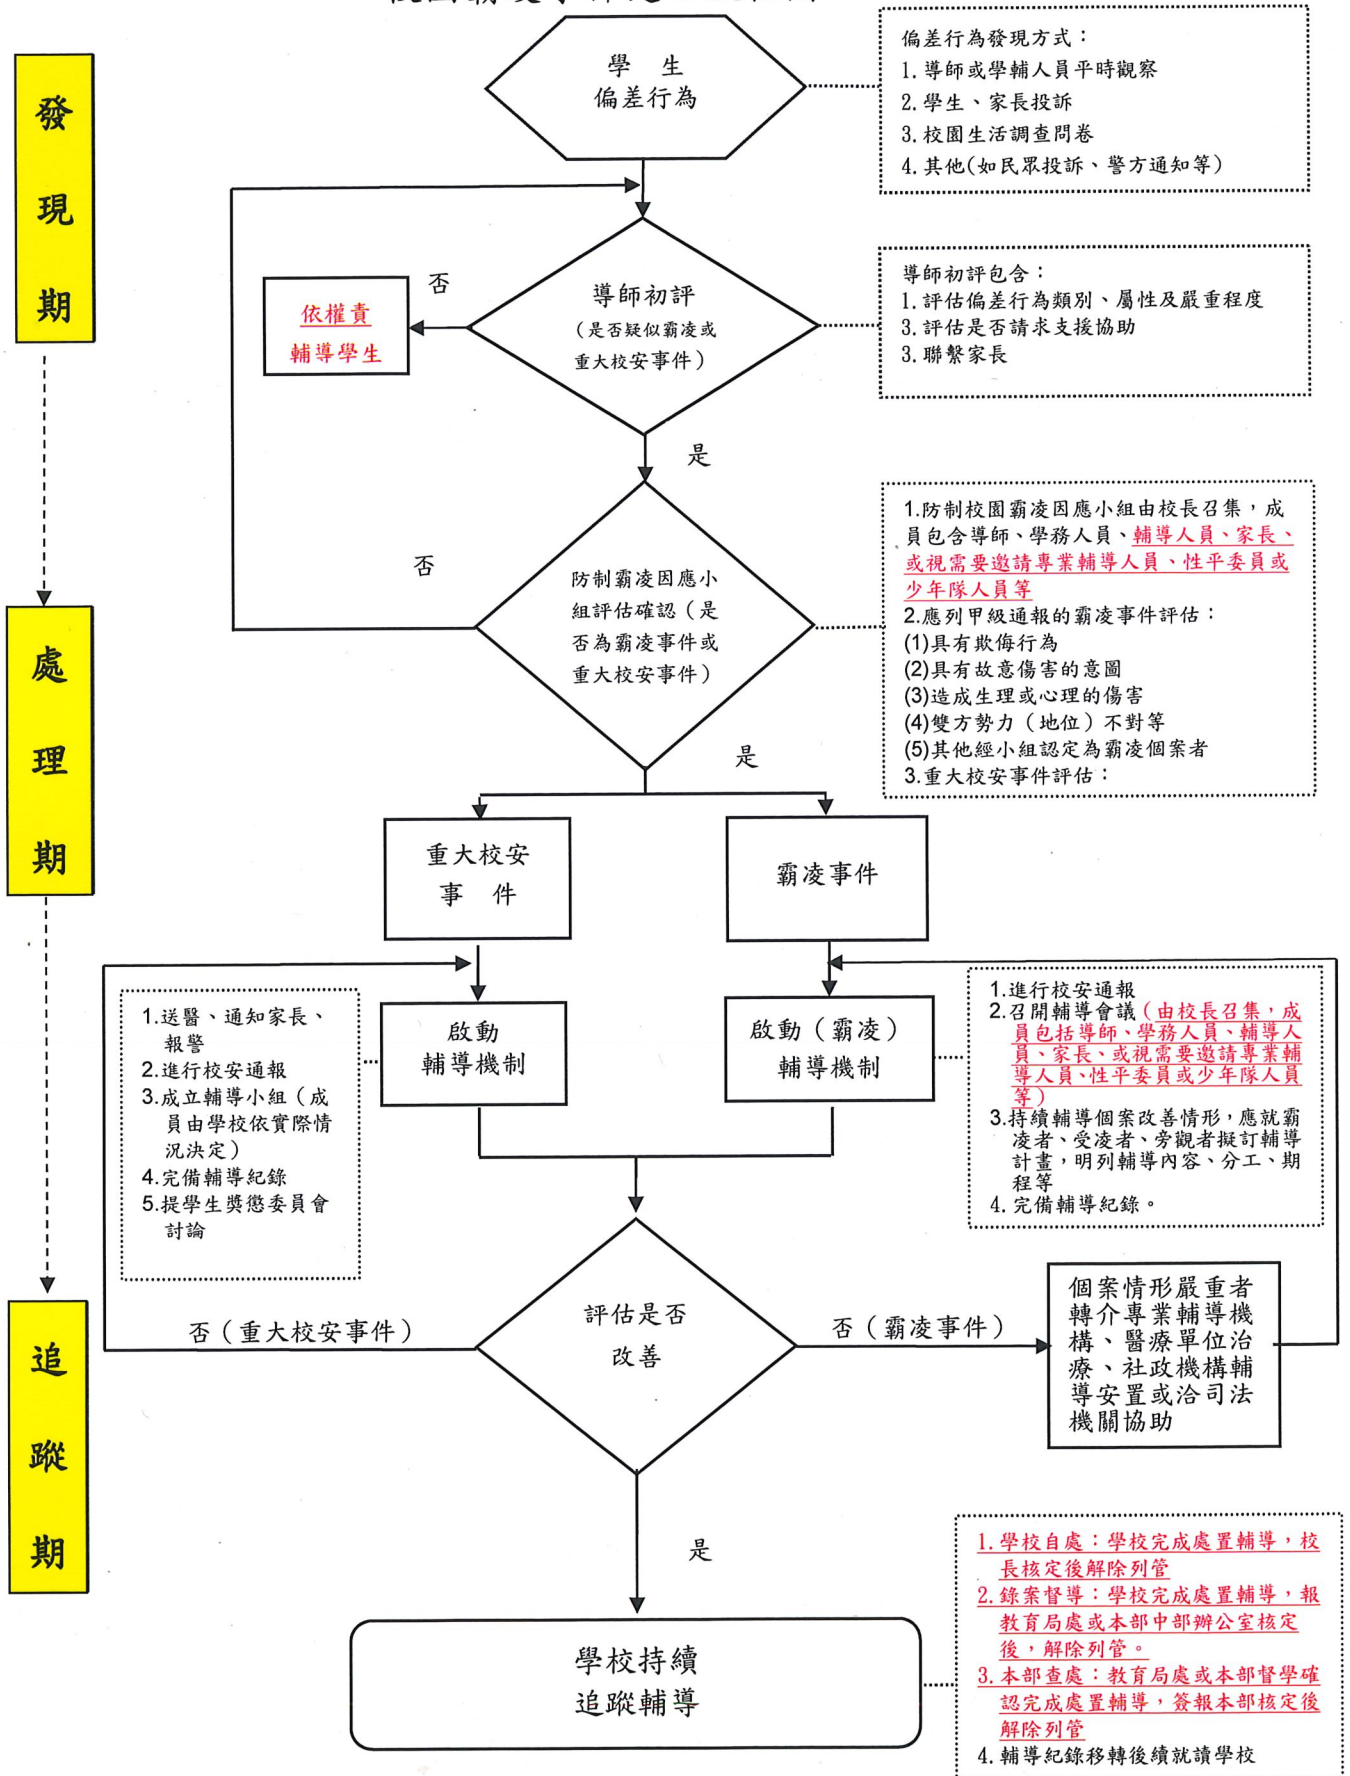 發
現
期
處
理
期
追
蹤
期
學 生
偏差行為
偏差行為發現方式：
1. 導師或學輔人員平時觀察
2. 學生、家長投訴
3. 校園生活調查問卷
4. 其他(如民眾投訴、警方通知等)
否
依權責
輔導學生
導師初評
（是否疑似霸凌或
重大校安事件）
導師初評包含：
1. 評估偏差行為類別、屬性及嚴重程度
3. 評估是否請求支援協助
3. 聯繫家長
是
否
防制霸凌因應小
組評估確認（是
否為霸凌事件或
重大校安事件）
1.防制校園霸凌因應小組由校長召集，成
員包含導師、學務人員、輔導人員、家長、
或視需要邀請專業輔導人員、性平委員或
少年隊人員等
2.應列甲級通報的霸凌事件評估：
(1)具有欺侮行為
(2)具有故意傷害的意圖
(3)造成生理或心理的傷害
(4)雙方勢力（地位）不對等
(5)其他經小組認定為霸凌個案者
3.重大校安事件評估：
是
重大校安
事 件
霸凌事件
1.送醫、通知家長、
報警
2.進行校安通報
3.成立輔導小組（成
員由學校依實際情
況決定）
4.完備輔導紀錄
5.提學生獎懲委員會
討論
啟動
輔導機制
啟動（霸凌）
輔導機制
1.進行校安通報
2.召開輔導會議（由校長召集，成
員包括導師、學務人員、輔導人
員、家長、或視需要邀請專業輔
導人員、性平委員或少年隊人員
等）
3.持續輔導個案改善情形，應就霸
凌者、受凌者、旁觀者擬訂輔導
計畫，明列輔導內容、分工、期
程等
4. 完備輔導紀錄。
否（重大校安事件）
評估是否
改善
否（霸凌事件）
個案情形嚴重者
轉介專業輔導機
構、醫療單位治
療、社政機構輔
導安置或洽司法
機關協助
是
學校持續
追蹤輔導
1. 學校自處：學校完成處置輔導，校
長核定後解除列管
2. 錄案督導：學校完成處置輔導，報
教育局處或本部中部辦公室核定
後，解除列管。
3. 本部查處：教育局處或本部督學確
認完成處置輔導，簽報本部核定後
解除列管
4. 輔導紀錄移轉後續就讀學校